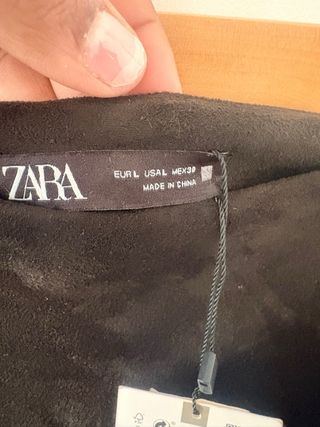 ZARA
EUR L USA L MEX 30
MADE IN CHINA